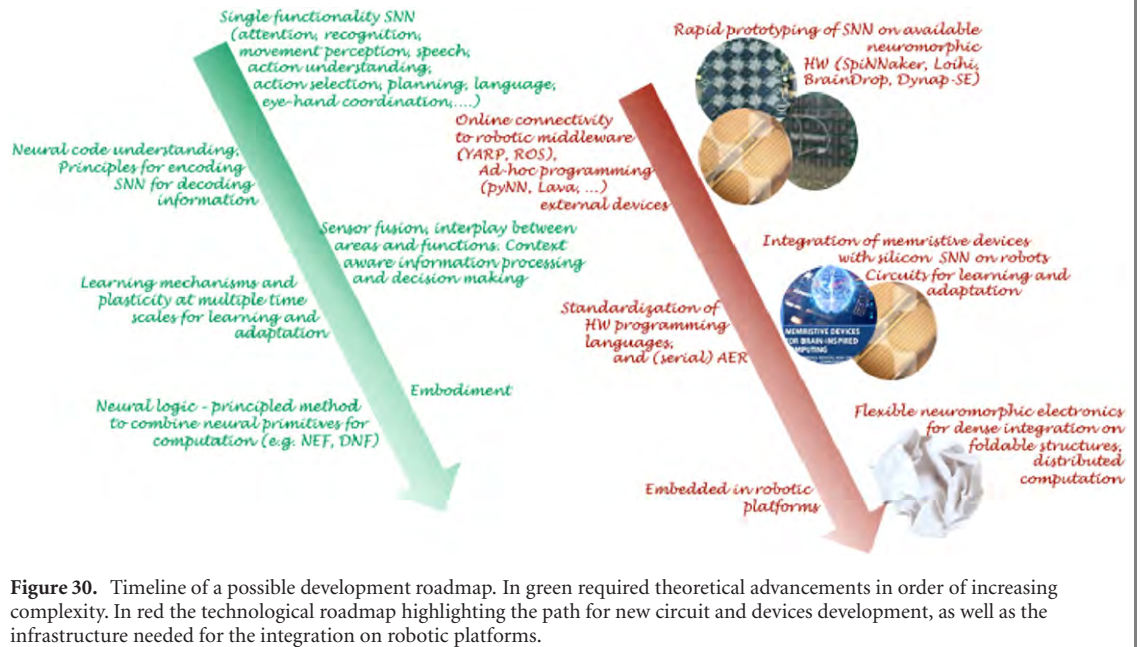 Single functionality SNN
(attention, recognition,
movement perception, speech,
action understanding,
action selection, planning, language,
eye-hand coordination,....)
Neural code understanding,
Principles for encoding
SNN for decoding
information
Sensor fusion, interplay between
areas and functions. Context
aware information processing
and decision making
Learning mechanisms and
plasticity at multiple time
scales for learning and
adaptation
Embodiment
Neural logic - principled method
to combine neural primitives for
computation (e.g. NEF, DNF)
Rapid prototyping of SNN on available
neuromorphic
HW (SpiNNaker, Loihi,
BrainDrop, Dynap-SE)
Online connectivity
to robotic middleware
(YARP, ROS),
Ad-hoc programming
(pyNN, Lava, ...)
external devices
Integration of memristive devices
with silicon SNN on robots
Circuits for learning and
adaptation
MEMRISTIVE DEVICES
FOR BRAIN-INSPIRED
COMPUTING
Standardization of
HW programming
languages,
and (serial) AER
Flexible neuromorphic electronics
for dense integration on
foldable structures,
distributed
computation
Embedded in robotic
platforms
Figure 30. Timeline of a possible development roadmap. In green required theoretical advancements in order of increasing
complexity. In red the technological roadmap highlighting the path for new circuit and devices development, as well as the
infrastructure needed for the integration on robotic platforms.